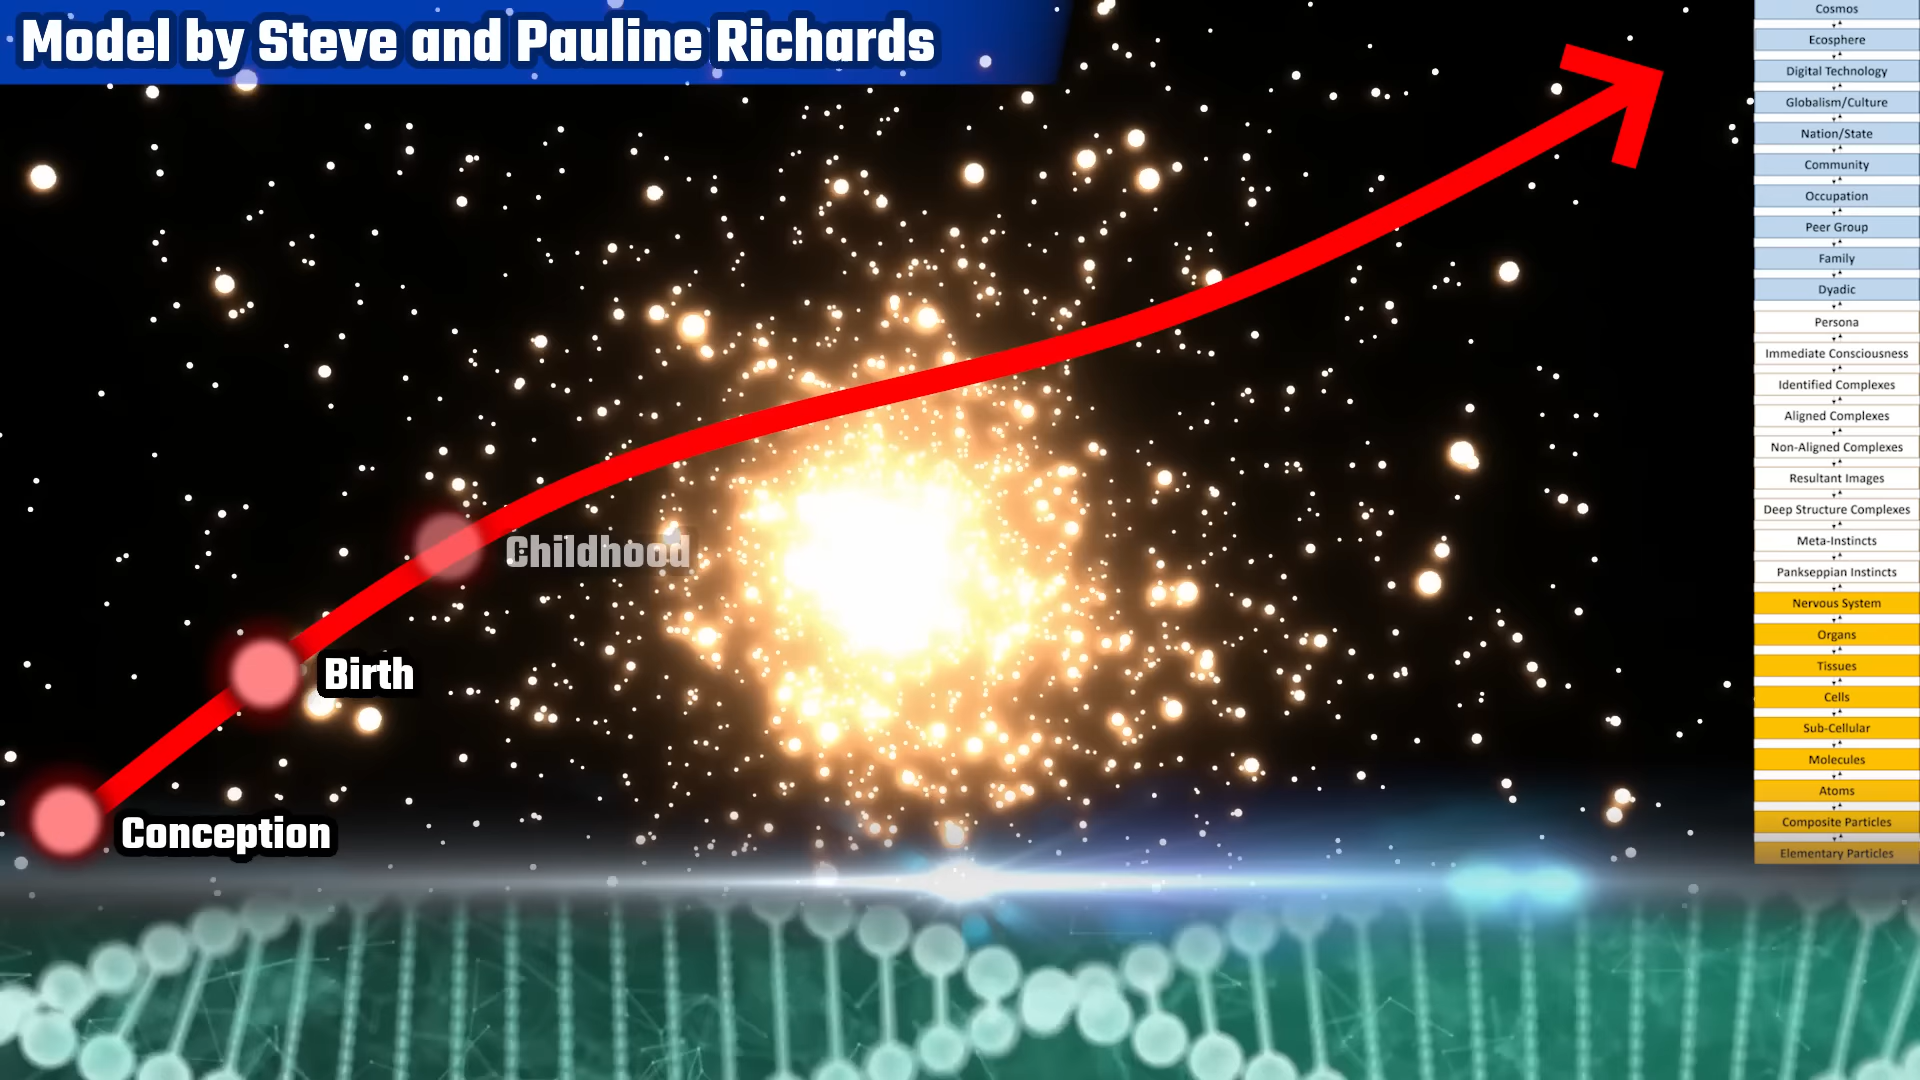 Model by Steve and Pauline Richards
Childhood
Birth
Conception
Cosmos
Ecosphere
Digital Technology
Globalism/Culture
Nation/State
Community
Occupation
Peer Group
Family
Dyadic
Persona
Immediate Consciousness
Identified Complexes
Aligned Complexes
Non-Aligned Complexes
Resultant Images
Deep Structure Complexes
Meta-Instincts
Pankseppian Instincts
Nervous System
Organs
Tissues
Cells
Sub-Cellular
Molecules
Atoms
Composite Particles
Elementary Particles